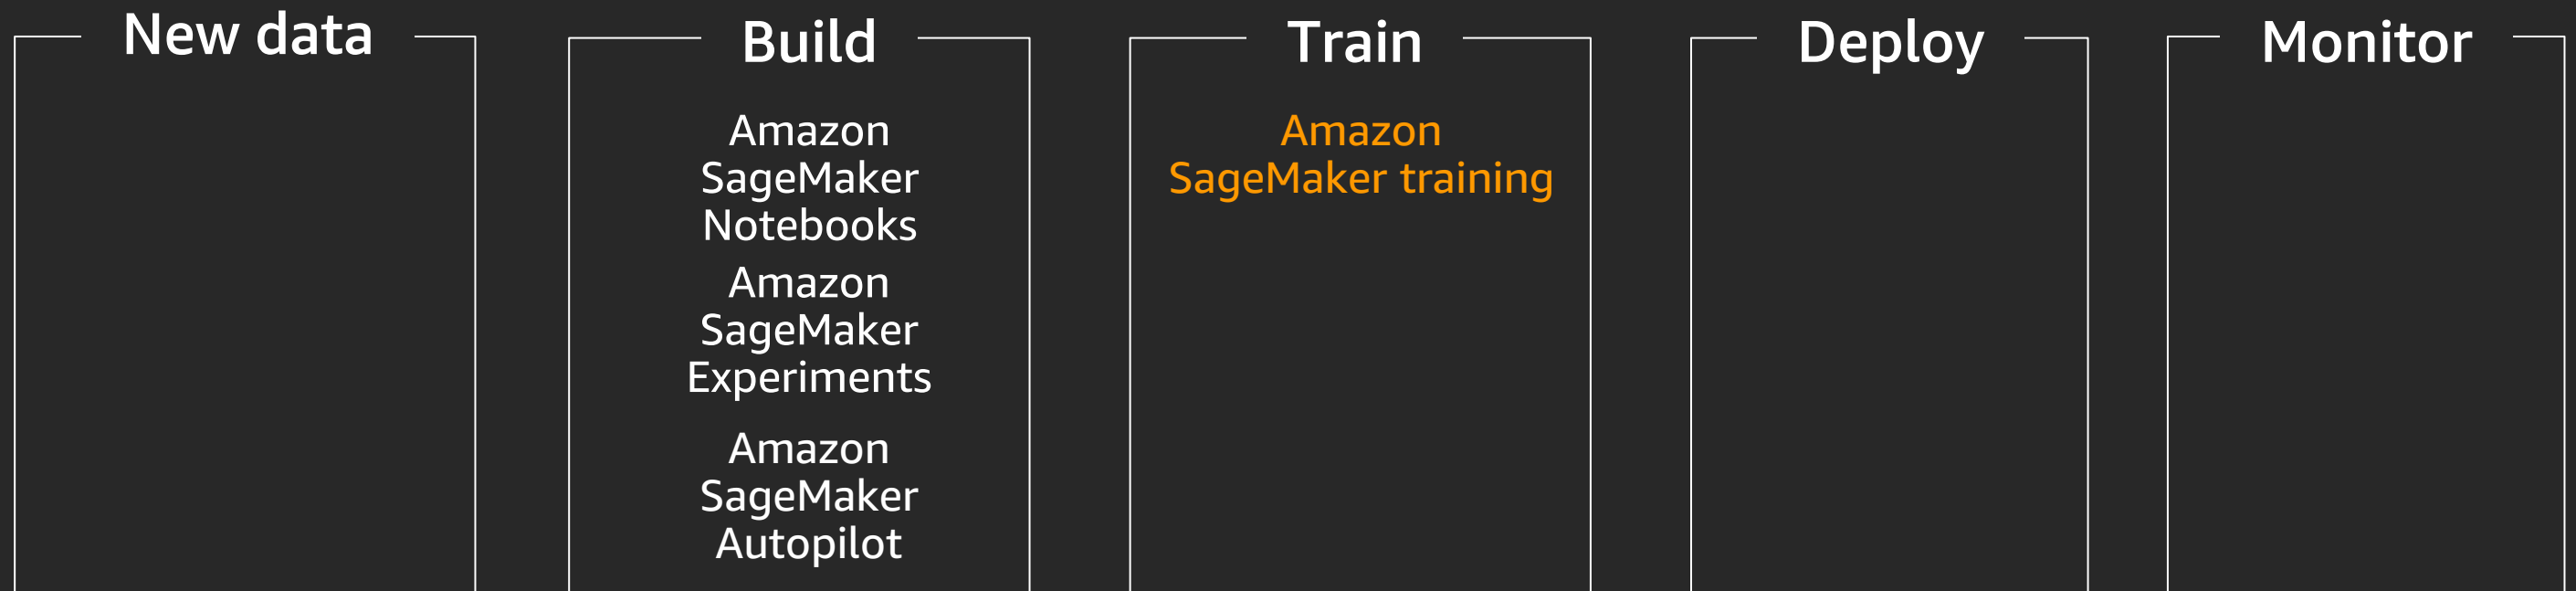 New data
Build
Train
Deploy
Monitor
Amazon
SageMaker
Notebooks
Amazon
SageMaker
Experiments
Amazon
SageMaker
Autopilot
Amazon
SageMaker training